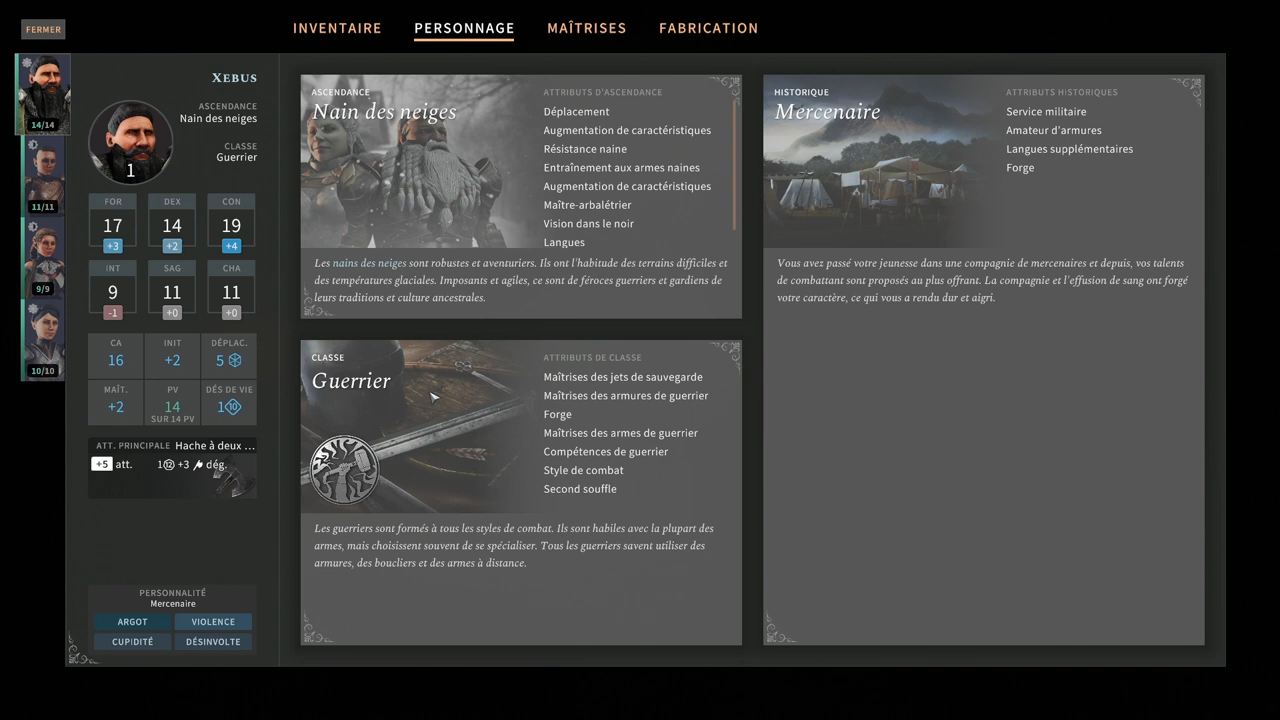 FERMER
INVENTAIRE
PERSONNAGE
MAÎTRISES
FABRICATION
14/14
11/11
9/9
10/10
XEBUS
ASCENDANCE
Nain des neiges
CLASSE
Guerrier
1
FOR
DEX
CON
17
14
19
+3
+2
+4
INT
SAG
CHA
9
11
11
-1
+0
+0
CA
INIT
DÉPLAC.
16
+2
5
MAÎT.
PV
DÉS DE VIE
+2
14
1 10
SUR 14 PV
ATT. PRINCIPALE Hache à deux ...
+5 att.
1 12 +3 dég.
PERSONNALITÉ
Mercenaire
ARGOT
VIOLENCE
CUPIDITÉ
DÉSINVOLTE
ASCENDANCE
Nain des neiges
ATTRIBUTS D'ASCENDANCE
Déplacement
Augmentation de caractéristiques
Résistance naine
Entraînement aux armes naines
Augmentation de caractéristiques
Maître-arbalétrier
Vision dans le noir
Langues
Les nains des neiges sont robustes et aventuriers. Ils ont l'habitude des terrains difficiles et
des températures glaciales. Imposants et agiles, ce sont de féroces guerriers et gardiens de
leurs traditions et culture ancestrales.
CLASSE
Guerrier
ATTRIBUTS DE CLASSE
Maîtrises des jets de sauvegarde
Maîtrises des armures de guerrier
Forge
Maîtrises des armes de guerrier
Compétences de guerrier
Style de combat
Second souffle
Les guerriers sont formés à tous les styles de combat. Ils sont habiles avec la plupart des
armes, mais choisissent souvent de se spécialiser. Tous les guerriers savent utiliser des
armures, des boucliers et des armes à distance.
HISTORIQUE
Mercenaire
ATTRIBUTS HISTORIQUES
Service militaire
Amateur d'armures
Langues supplémentaires
Forge
Vous avez passé votre jeunesse dans une compagnie de mercenaires et depuis, vos talents
de combattant sont proposés au plus offrant. La compagnie et l'effusion de sang ont forgé
votre caractère, ce qui vous a rendu dur et aigri.